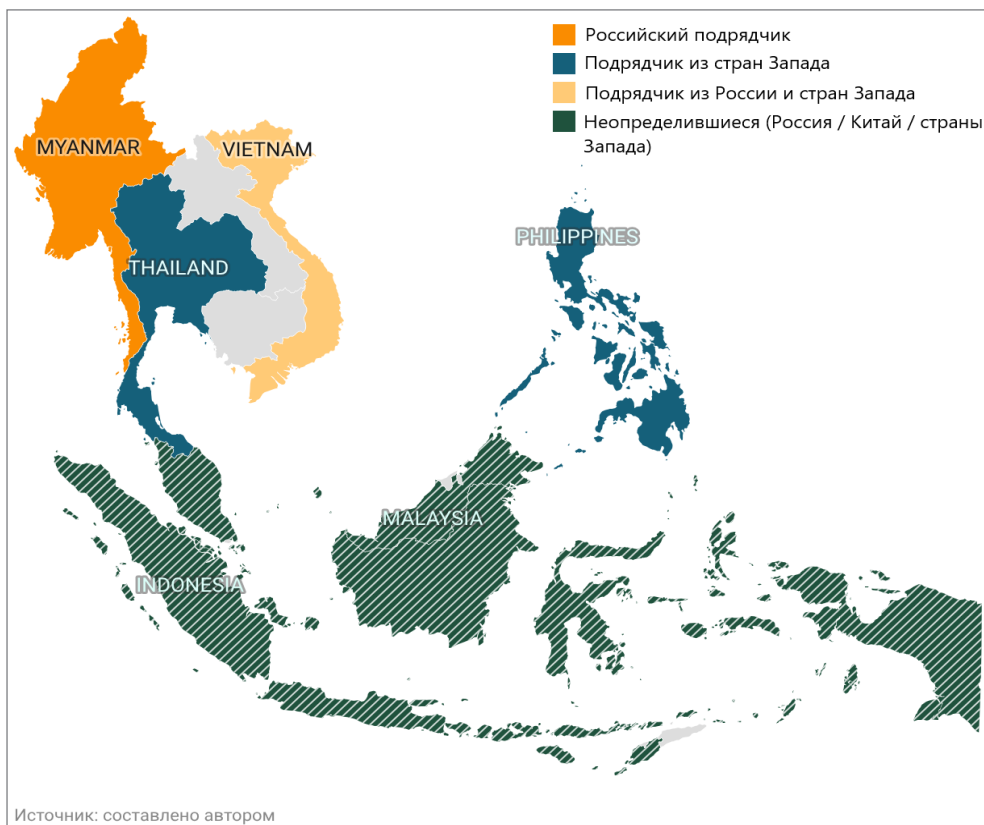 Российский подрядчик
Подрядчик из стран Запада
Подрядчик из России и стран Запада
Неопределившиеся (Россия / Китай / страны
Запада)
MYANMAR
VIETNAM
PHILIPPINES
THAILAND
MALAYSIA
INDONESIA
Источник: составлено автором